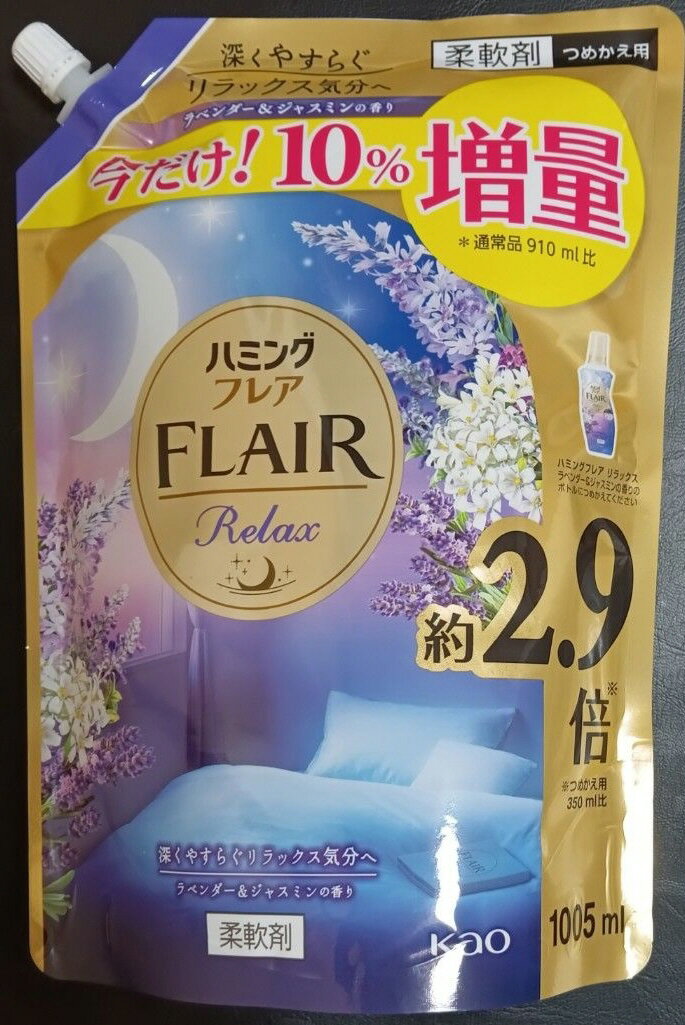 深くやすらぐ
リラックス気分へ
ラベンダー&ジャスミンの香り
柔軟剤 つめかえ用
今だけ!10%増量
*通常品910 ml比
ハミング
フレア
FLAIR
Relax
ハミングフレア リラックス
ラベンダー&ジャスミンの香りの
ボトルにつめかえてください
約2.9倍※
※つめかえ用
350 ml比
深くやすらぐリラックス気分へ
ラベンダー&ジャスミンの香り
柔軟剤
FLAIR
Kao
1005 ml